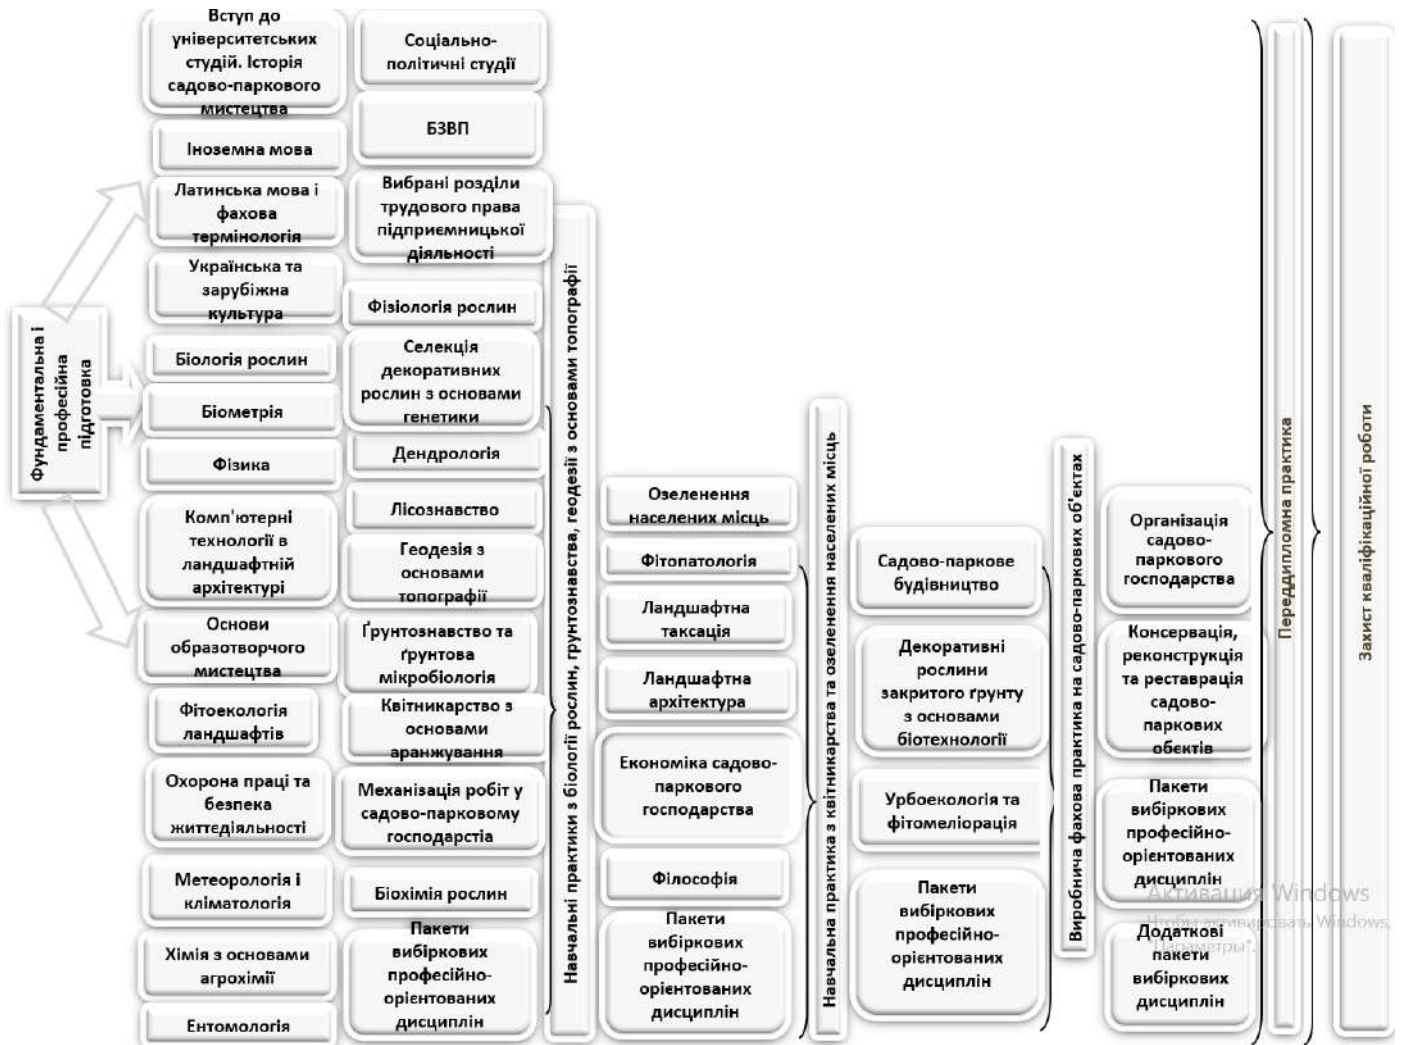 Фундаментальна і
професійна
підготовка
Вступ до
університетських
студій. Історія
садово-паркового
мистецтва
Іноземна мова
Латинська мова і
фахова
термінологія
Українська та
зарубіжна
культура
Біологія рослин
Біометрія
Фізика
Комп'ютерні
технології в
ландшафтній
архітектурі
Основи
образотворчого
мистецтва
Фітоекологія
ландшафтів
Охорона праці та
безпека
життєдіяльності
Метеорологія і
кліматологія
Хімія з основами
агрохімії
Ентомологія
Соціально-
політичні студії
БЗВП
Вибрані розділи
трудового права
підприємницької
діяльності
Фізіологія рослин
Селекція
декоративних
рослин з основами
генетики
Дендрологія
Лісознавство
Геодезія з
основами
топографії
Ґрунтознавство та
ґрунтова
мікробіологія
Квітникарство з
основами
аранжування
Механізація робіт у
садово-парковому
господарстіа
Біохімія рослин
Пакети
вибіркових
професійно-
орієнтованих
дисциплін
Навчальні практики з біології рослин, грунтознавства, геодезії з основами топографії
Озеленення
населених місць
Фітопатологія
Ландшафтна
таксація
Ландшафтна
архітектура
Економіка садово-
паркового
господарства
Філософія
Пакети
вибіркових
професійно-
орієнтованих
дисциплін
Навчальна практика з квітникарства та озеленення населених місць
Садово-паркове
будівництво
Декоративні
рослини
закритого ґрунту
з основами
біотехнології
Урбоекологія та
фітомеліорація
Пакети
вибіркових
професійно-
орієнтованих
дисциплін
Виробнича фахова практика на садово-паркових об'єктах
Організація
садово-
паркового
господарства
Консервація,
реконструкція
та реставрація
садово-
паркових
обєктів
Пакети
вибіркових
професійно-
орієнтованих
дисциплін
Додаткові
пакети
вибіркових
дисциплін
Переддипломна практика
Захист кваліфікаційної роботи
Активация Windows
Чтобы активировать Windows,
"Параметры".